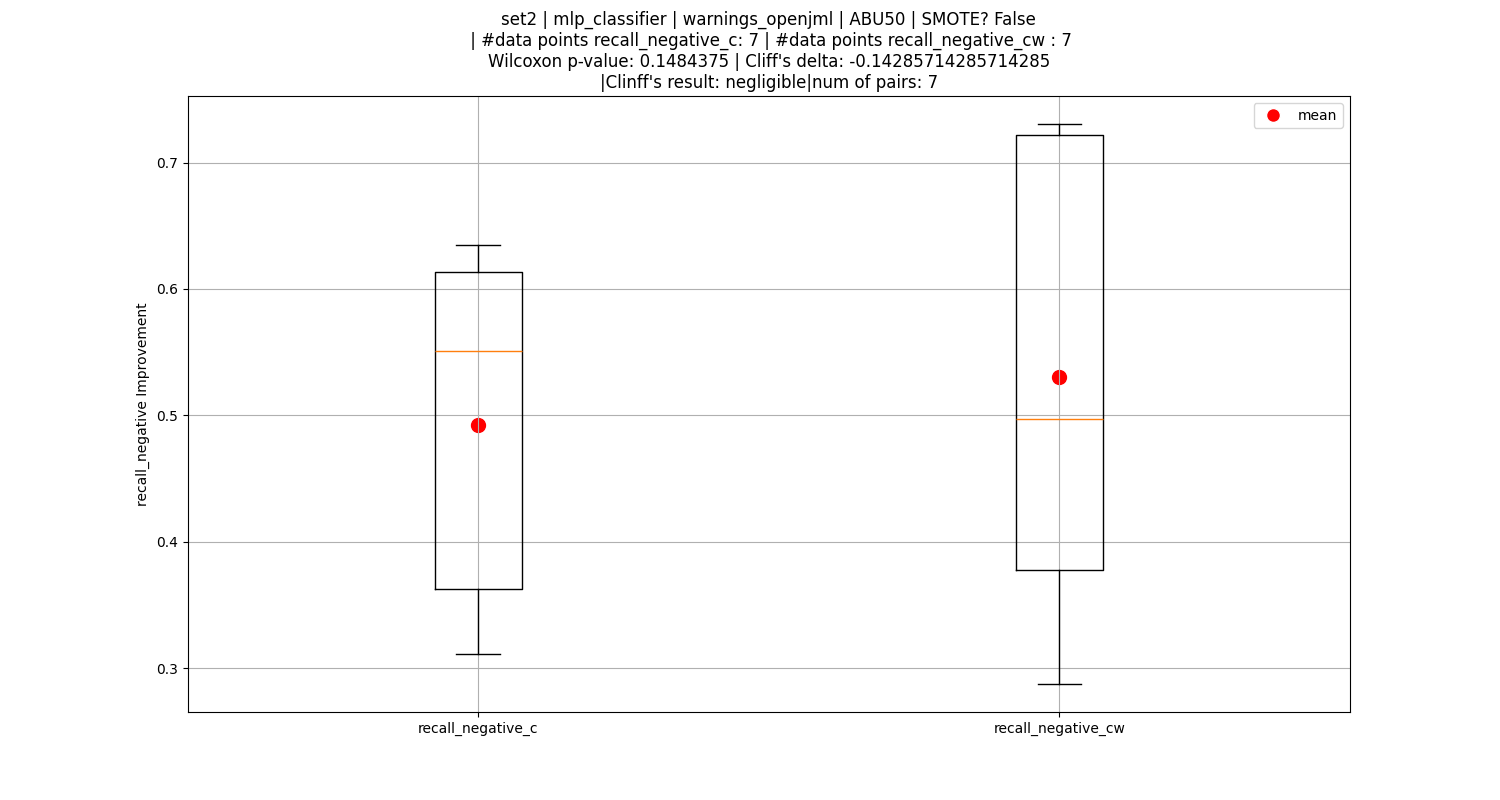 set2 | mlp_classifier | warnings_openjml | ABU50 | SMOTE? False
| #data points recall_negative_c: 7 | #data points recall_negative_cw : 7
Wilcoxon p-value: 0.1484375 | Cliff's delta: -0.14285714285714285
|Clinff's result: negligible|num of pairs: 7
mean
0.7
0.6
0.5
0.4
0.3
recall_negative Improvement
recall_negative_c
recall_negative_cw